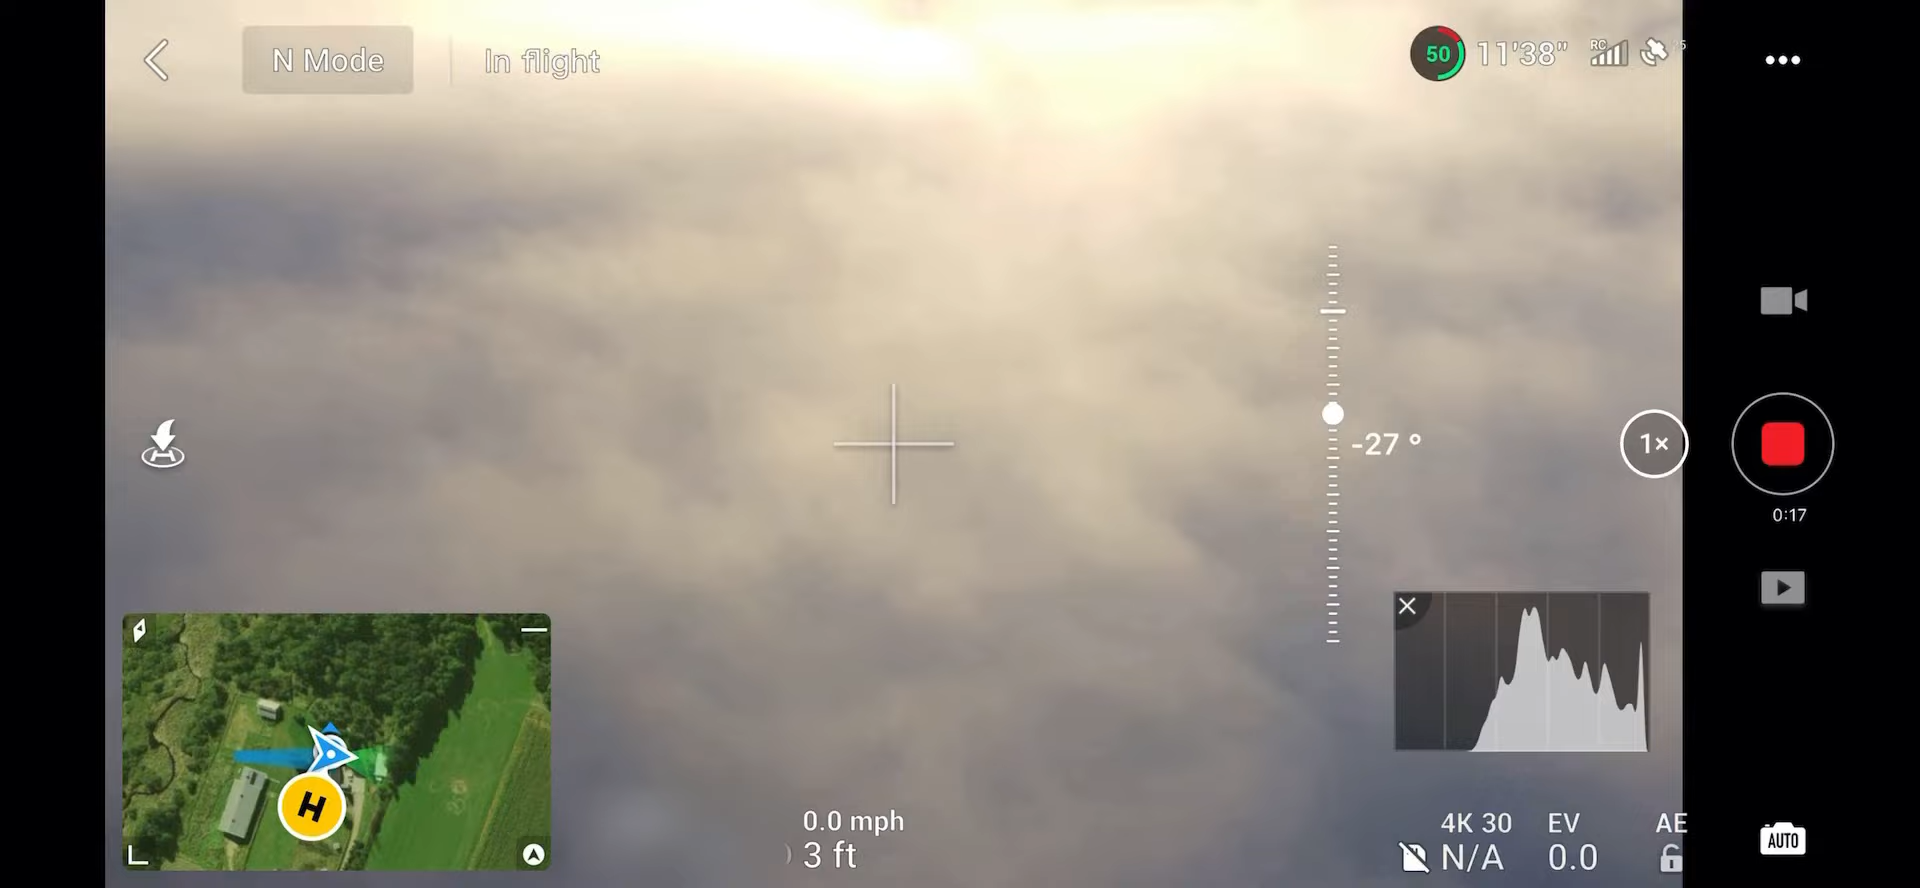 N Mode
In flight
50
11'38"
RC
-27 °
1×
0:17
H
0.0 mph
3 ft
4K 30
EV
AE
N/A
0.0
AUTO